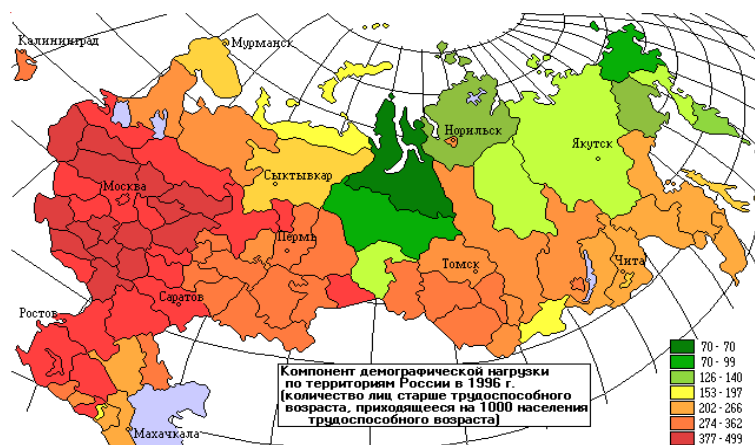 Калининград
Мурманск
Норильск
Якутск
Сыктывкар
Москва
Пермь
Томск
Чита
Саратов
Ростов
Махачкала
Компонент демографической нагрузки
по территориям России в 1996 г.
(количество лиц старше трудоспособного
возраста, приходящееся на 1000 населения
трудоспособного возраста)
70 - 70
70 - 99
126 - 140
153 - 197
202 - 266
274 - 362
377 - 493